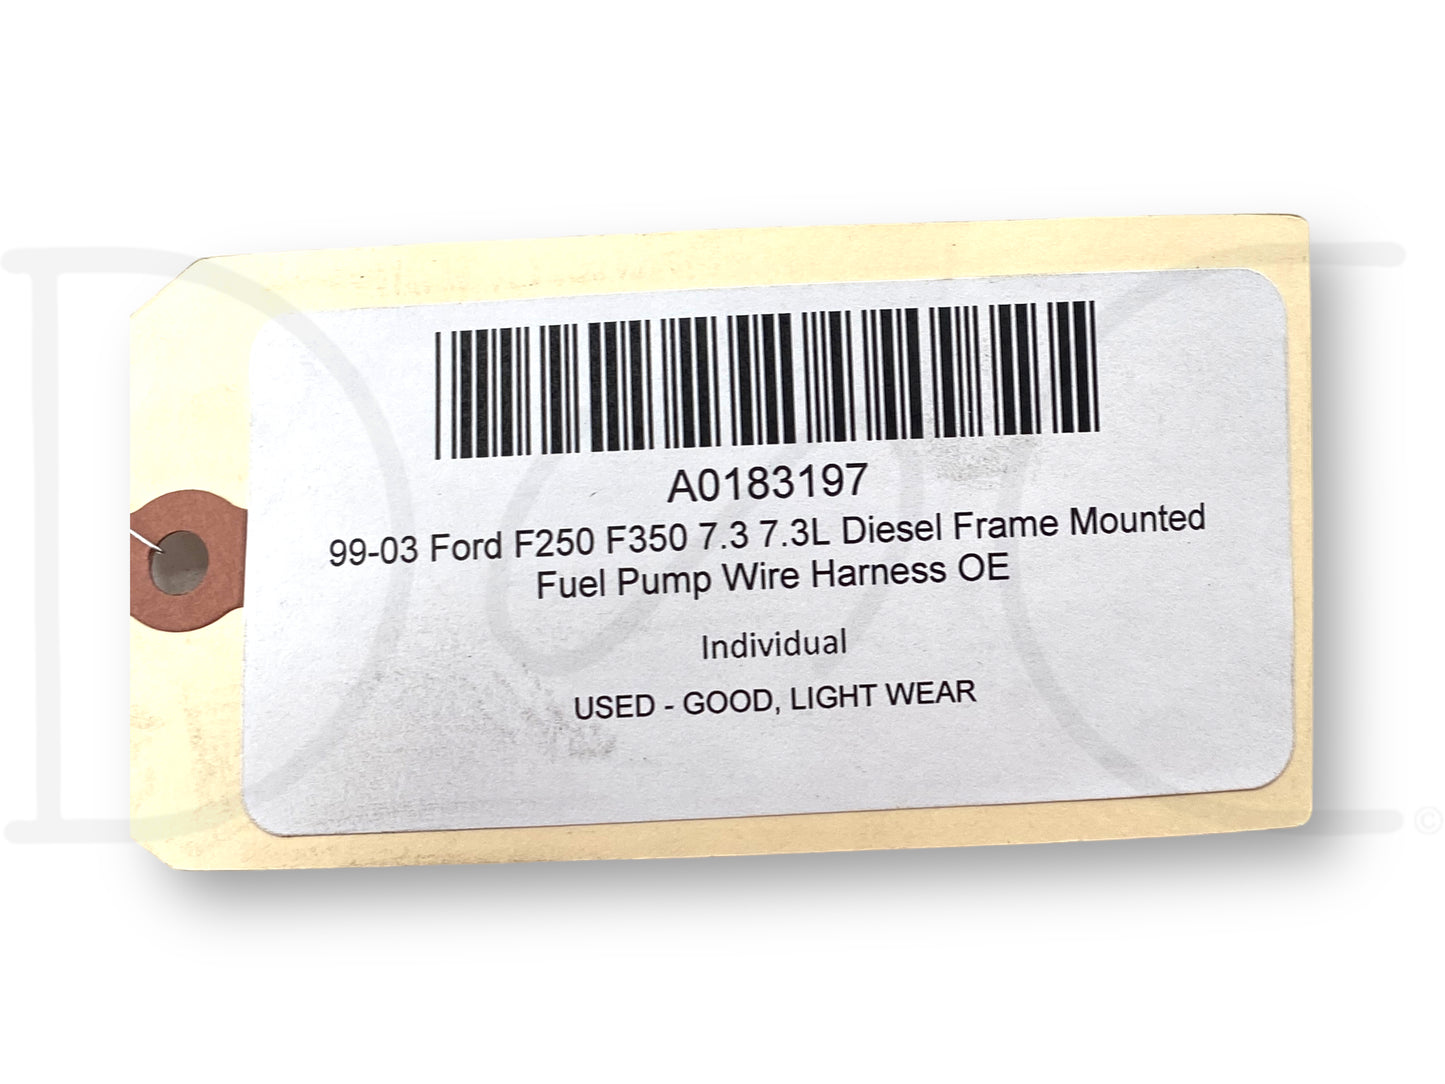 A0183197
99-03 Ford F250 F350 7.3 7.3L Diesel Frame Mounted
Fuel Pump Wire Harness OE
Individual
USED - GOOD, LIGHT WEAR
©